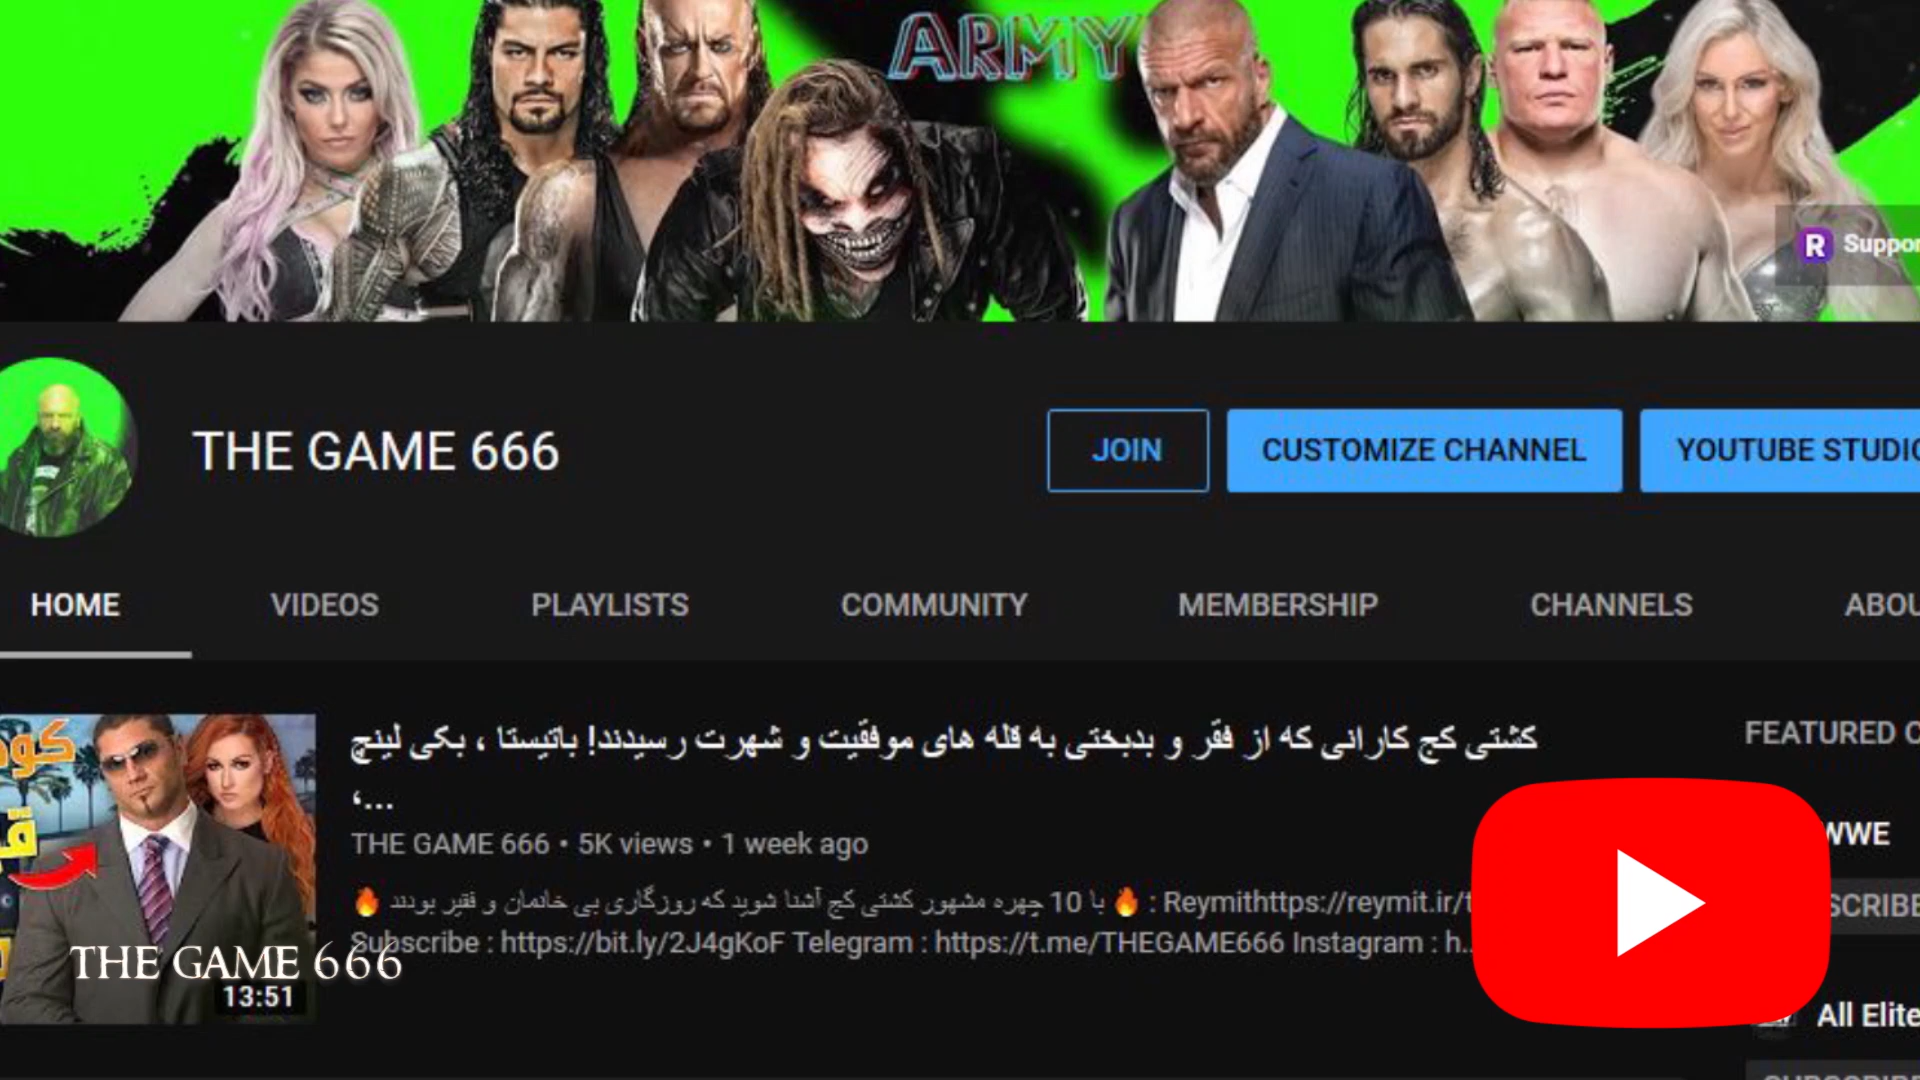 ARMY
R Suppor
THE GAME 666
JOIN
CUSTOMIZE CHANNEL
YOUTUBE STUDIO
HOME
VIDEOS
PLAYLISTS
COMMUNITY
MEMBERSHIP
CHANNELS
ABOU
کشتی کج کارانی که از فقر و بدبختی به قله های موفقیت و شهرت رسیدند! باتیستا ، بکی لینچ
،...
THE GAME 666 • 5K views • 1 week ago
🔥 با 10 چهره مشهور کشتی کج آشنا شوید که روزگاری بی خانمان و فقیر بودند 🔥 : Reymithttps://reymit.ir/t
Subscribe : https://bit.ly/2J4gKoF Telegram : https://t.me/THEGAME666 Instagram : h...
THE GAME 666
13:51
FEATURED C
WWE
SCRIBE
All Elite